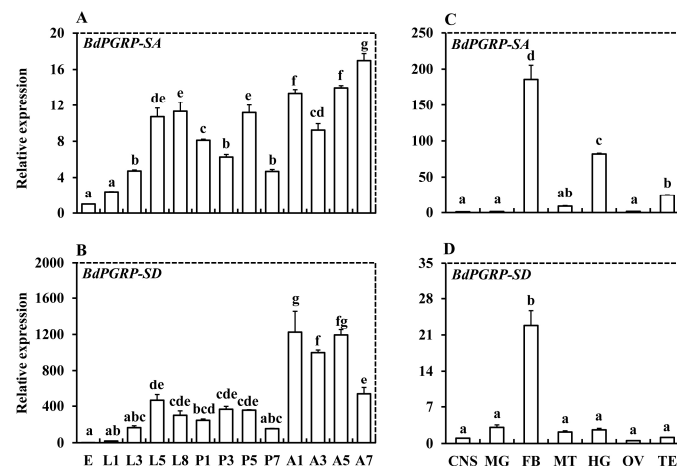 A
BdPGRP-SA
Relative expression
20
16
12
8
4
0
a a b de e c b e b f cd f g
B
BdPGRP-SD
Relative expression
2000
1600
1200
800
400
0
a ab abc de cde bcd cde cde abc g f fg e
E L1 L3 L5 L8 P1 P3 P5 P7 A1 A3 A5 A7
C
BdPGRP-SA
250
200
150
100
50
0
a a d ab c a b
D
BdPGRP-SD
35
28
21
14
7
0
a a b a a a a
CNS MG FB MT HG OV TE